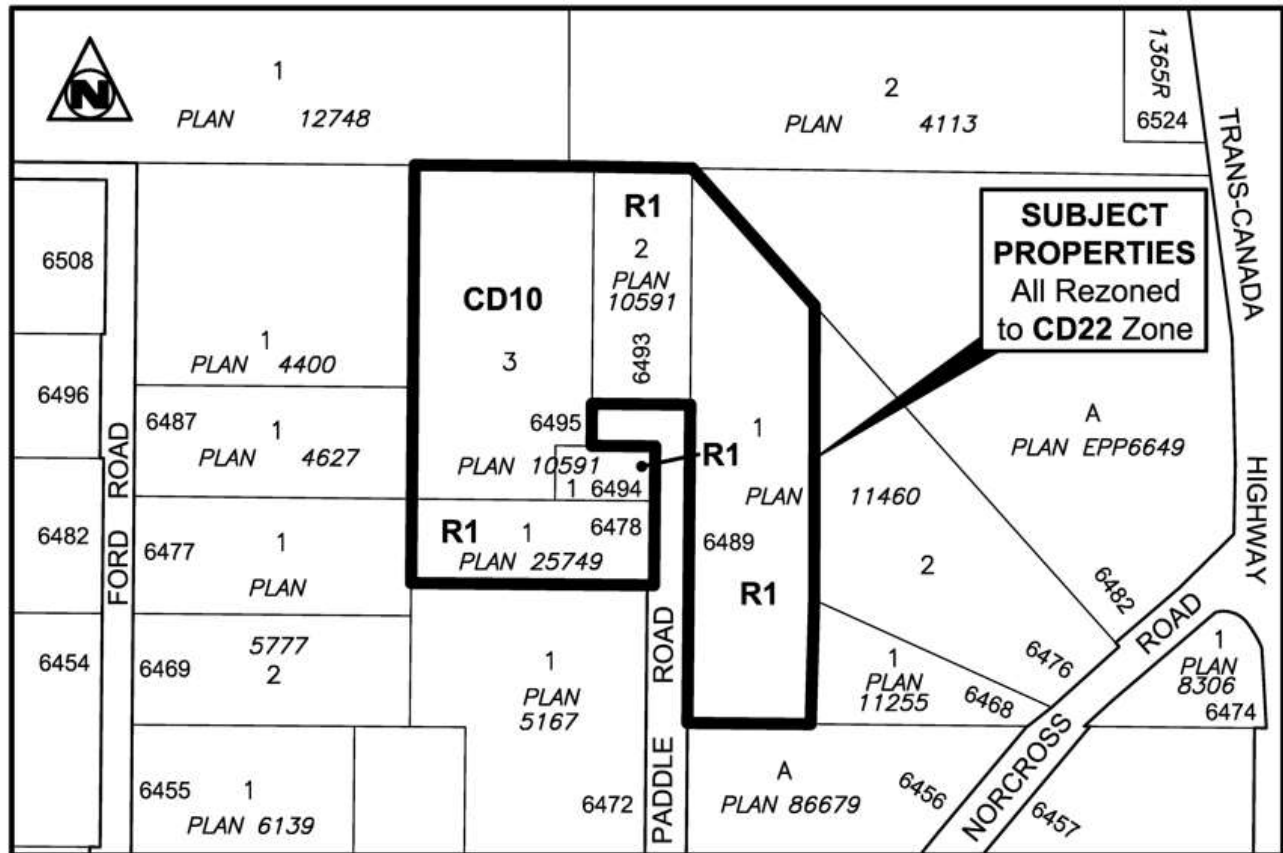 N
1
PLAN 12748
2
PLAN 4113
1365R
6524
TRANS-CANADA
HIGHWAY
SUBJECT
PROPERTIES
All Rezoned
to CD22 Zone
R1
2
PLAN
10591
6493
CD10
3
6508
1
PLAN 4400
6496
6487
1
PLAN 4627
6495
PLAN 10591
1 6494
R1
1
PLAN 11460
A
PLAN EPP6649
FORD ROAD
6482
6477
1
PLAN
R1
1
6478
PLAN 25749
6489
R1
2
6482
6454
5777
6469
2
1
PLAN
5167
PADDLE ROAD
1
PLAN
11255
6468
6476
NORCROSS ROAD
1
PLAN
8306
6474
6455
1
PLAN 6139
6472
A
PLAN 86679
6456
6457